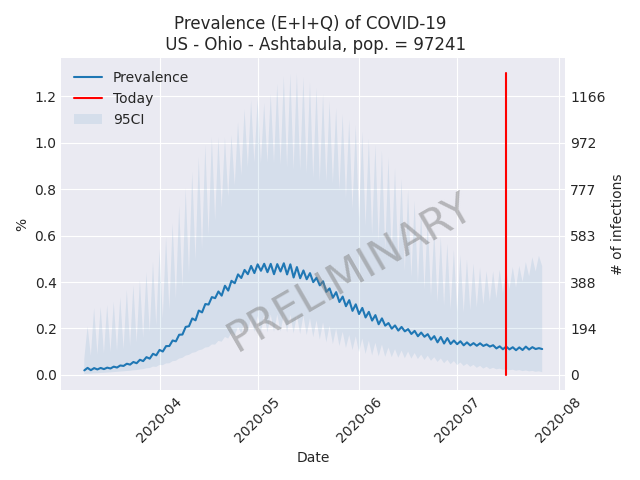 Prevalence (E+I+Q) of COVID-19
US - Ohio - Ashtabula, pop. = 97241
Prevalence
Today
95CI
1.2
1.0
0.8
0.6
0.4
0.2
0.0
%
1166
972
777
583
388
194
0
# of infections
PRELIMINARY
2020-04
2020-05
2020-06
2020-07
2020-08
Date